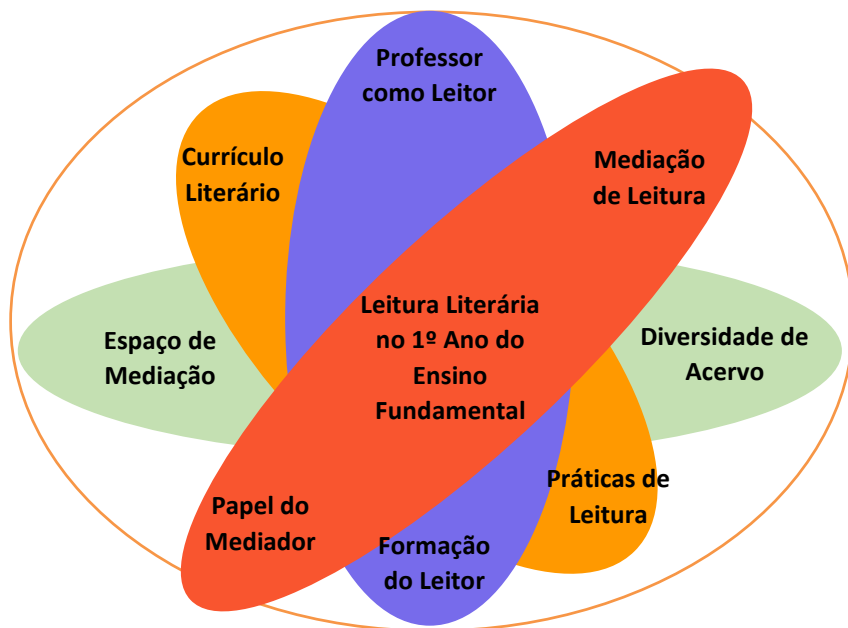 Professor
como Leitor
Currículo
Literário
Mediação
de Leitura
Leitura Literária
no 1º Ano do
Ensino
Fundamental
Espaço de
Mediação
Diversidade de
Acervo
Práticas de
Leitura
Papel do
Mediador
Formação
do Leitor